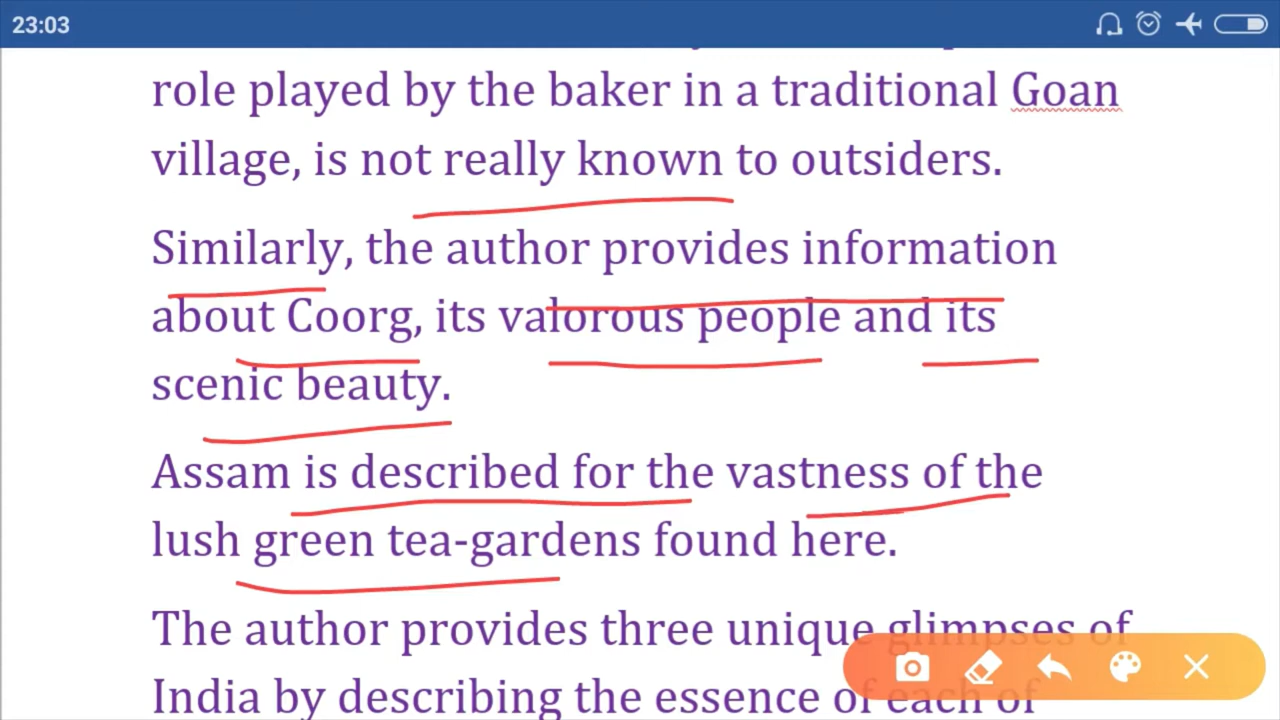 23:03
role played by the baker in a traditional Goan
village, is not really known to outsiders.
Similarly, the author provides information
about Coorg, its valorous people and its
scenic beauty.
Assam is described for the vastness of the
lush green tea-gardens found here.
The author provides three unique glimpses of
India by describing the essence of each of